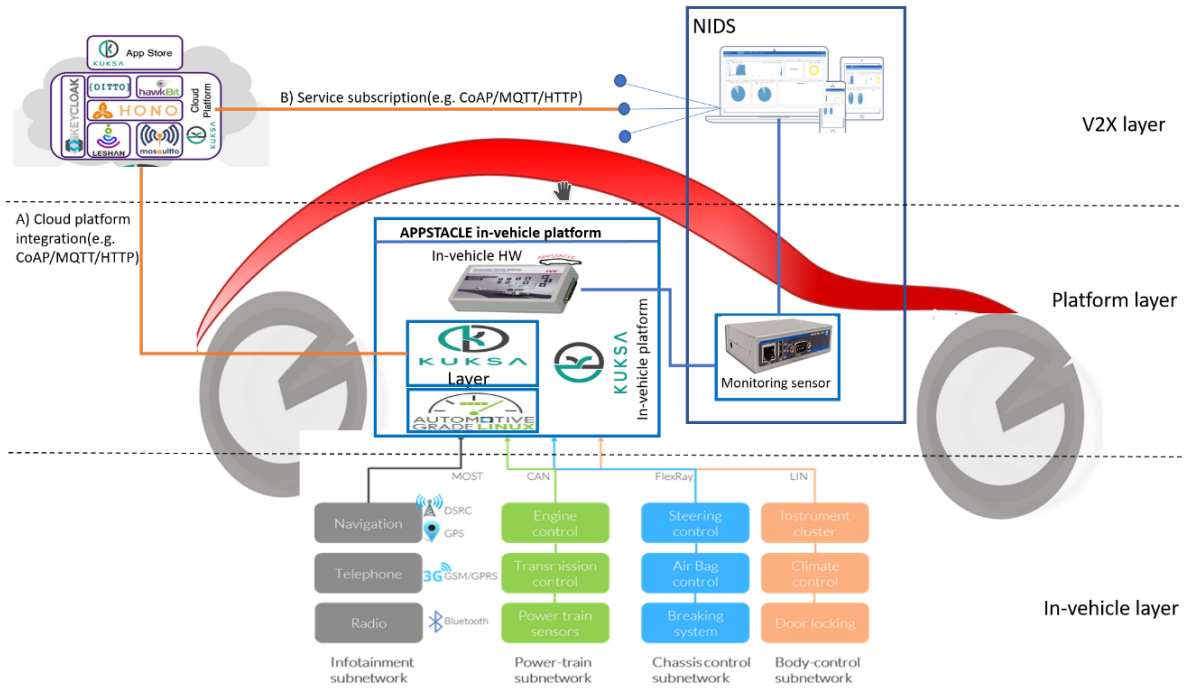 KUKSA
App Store
KEYCLOAK
{DITTO}
hawkBit
HONO
LESHAN
mosquitto
Cloud
Platform
KUKSA
B) Service subscription(e.g. CoAP/MQTT/HTTP)
NIDS
V2X layer
A) Cloud platform
integration(e.g.
CoAP/MQTT/HTTP)
APPSTACLE in-vehicle platform
In-vehicle HW
APPSTACLE
KUKSA
Layer
AUTOMOTIVE
GRADE LINUX
KUKSA
In-vehicle platform
Monitoring sensor
Platform layer
MOST
CAN
FlexRay
LIN
Navigation
DSRC
GPS
Telephone
3G
GSM/GPRS
Radio
Bluetooth
Infotainment
subnetwork
Engine
control
Transmission
control
Power train
sensors
Power-train
subnetwork
Steering
control
Air Bag
control
Breaking
system
Chassis control
subnetwork
Instrument
cluster
Climate
control
Door locking
Body-control
subnetwork
In-vehicle layer